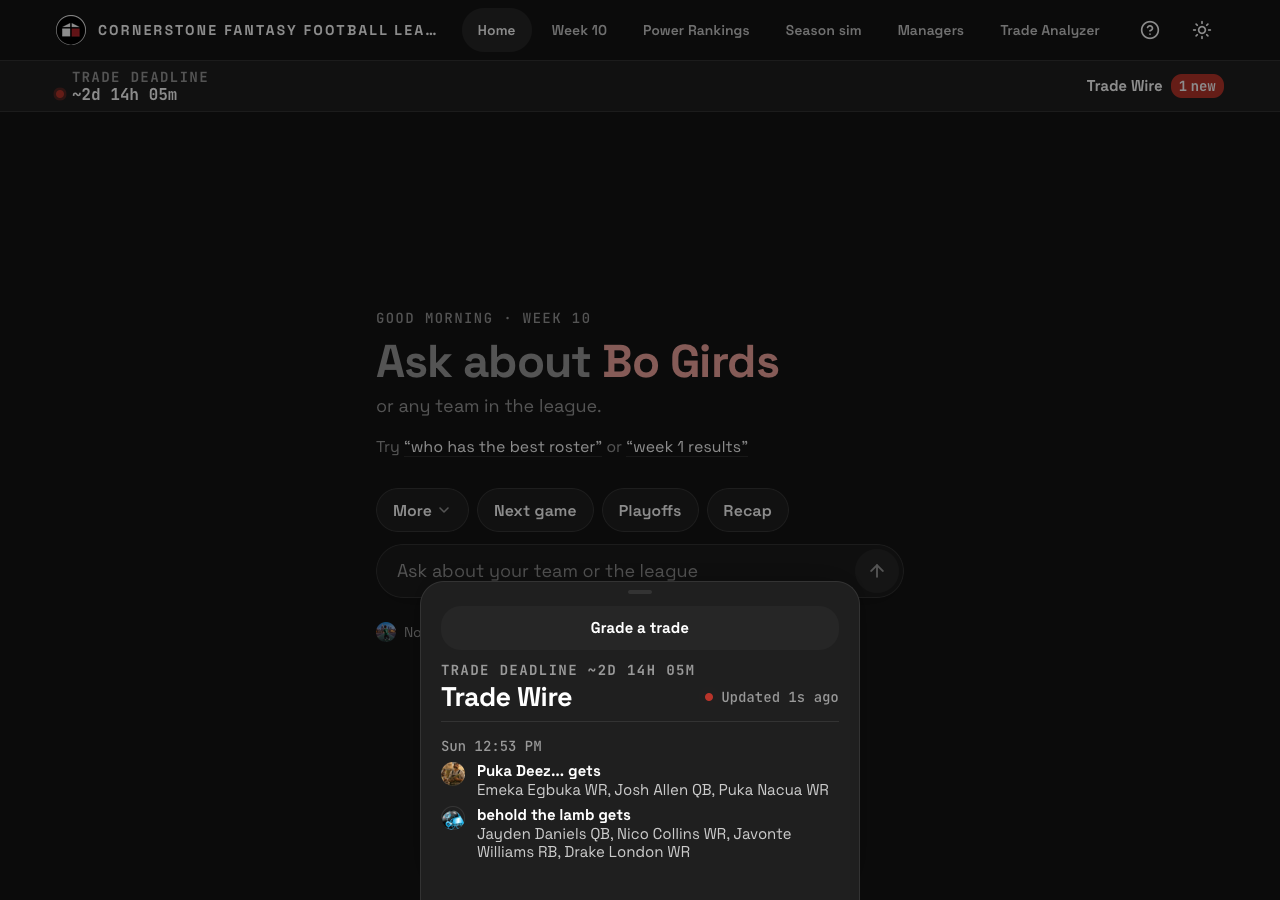 CORNERSTONE FANTASY FOOTBALL LEA…
Home
Week 10
Power Rankings
Season sim
Managers
Trade Analyzer
TRADE DEADLINE
~2d 14h 05m
Trade Wire
1 new
GOOD MORNING · WEEK 10
Ask about Bo Girds
or any team in the league.
Try “who has the best roster” or “week 1 results”
More
Next game
Playoffs
Recap
Ask about your team or the league
Grade a trade
TRADE DEADLINE ~2D 14H 05M
Trade Wire
Updated 1s ago
Sun 12:53 PM
Puka Deez... gets
Emeka Egbuka WR, Josh Allen QB, Puka Nacua WR
behold the lamb gets
Jayden Daniels QB, Nico Collins WR, Javonte
Williams RB, Drake London WR